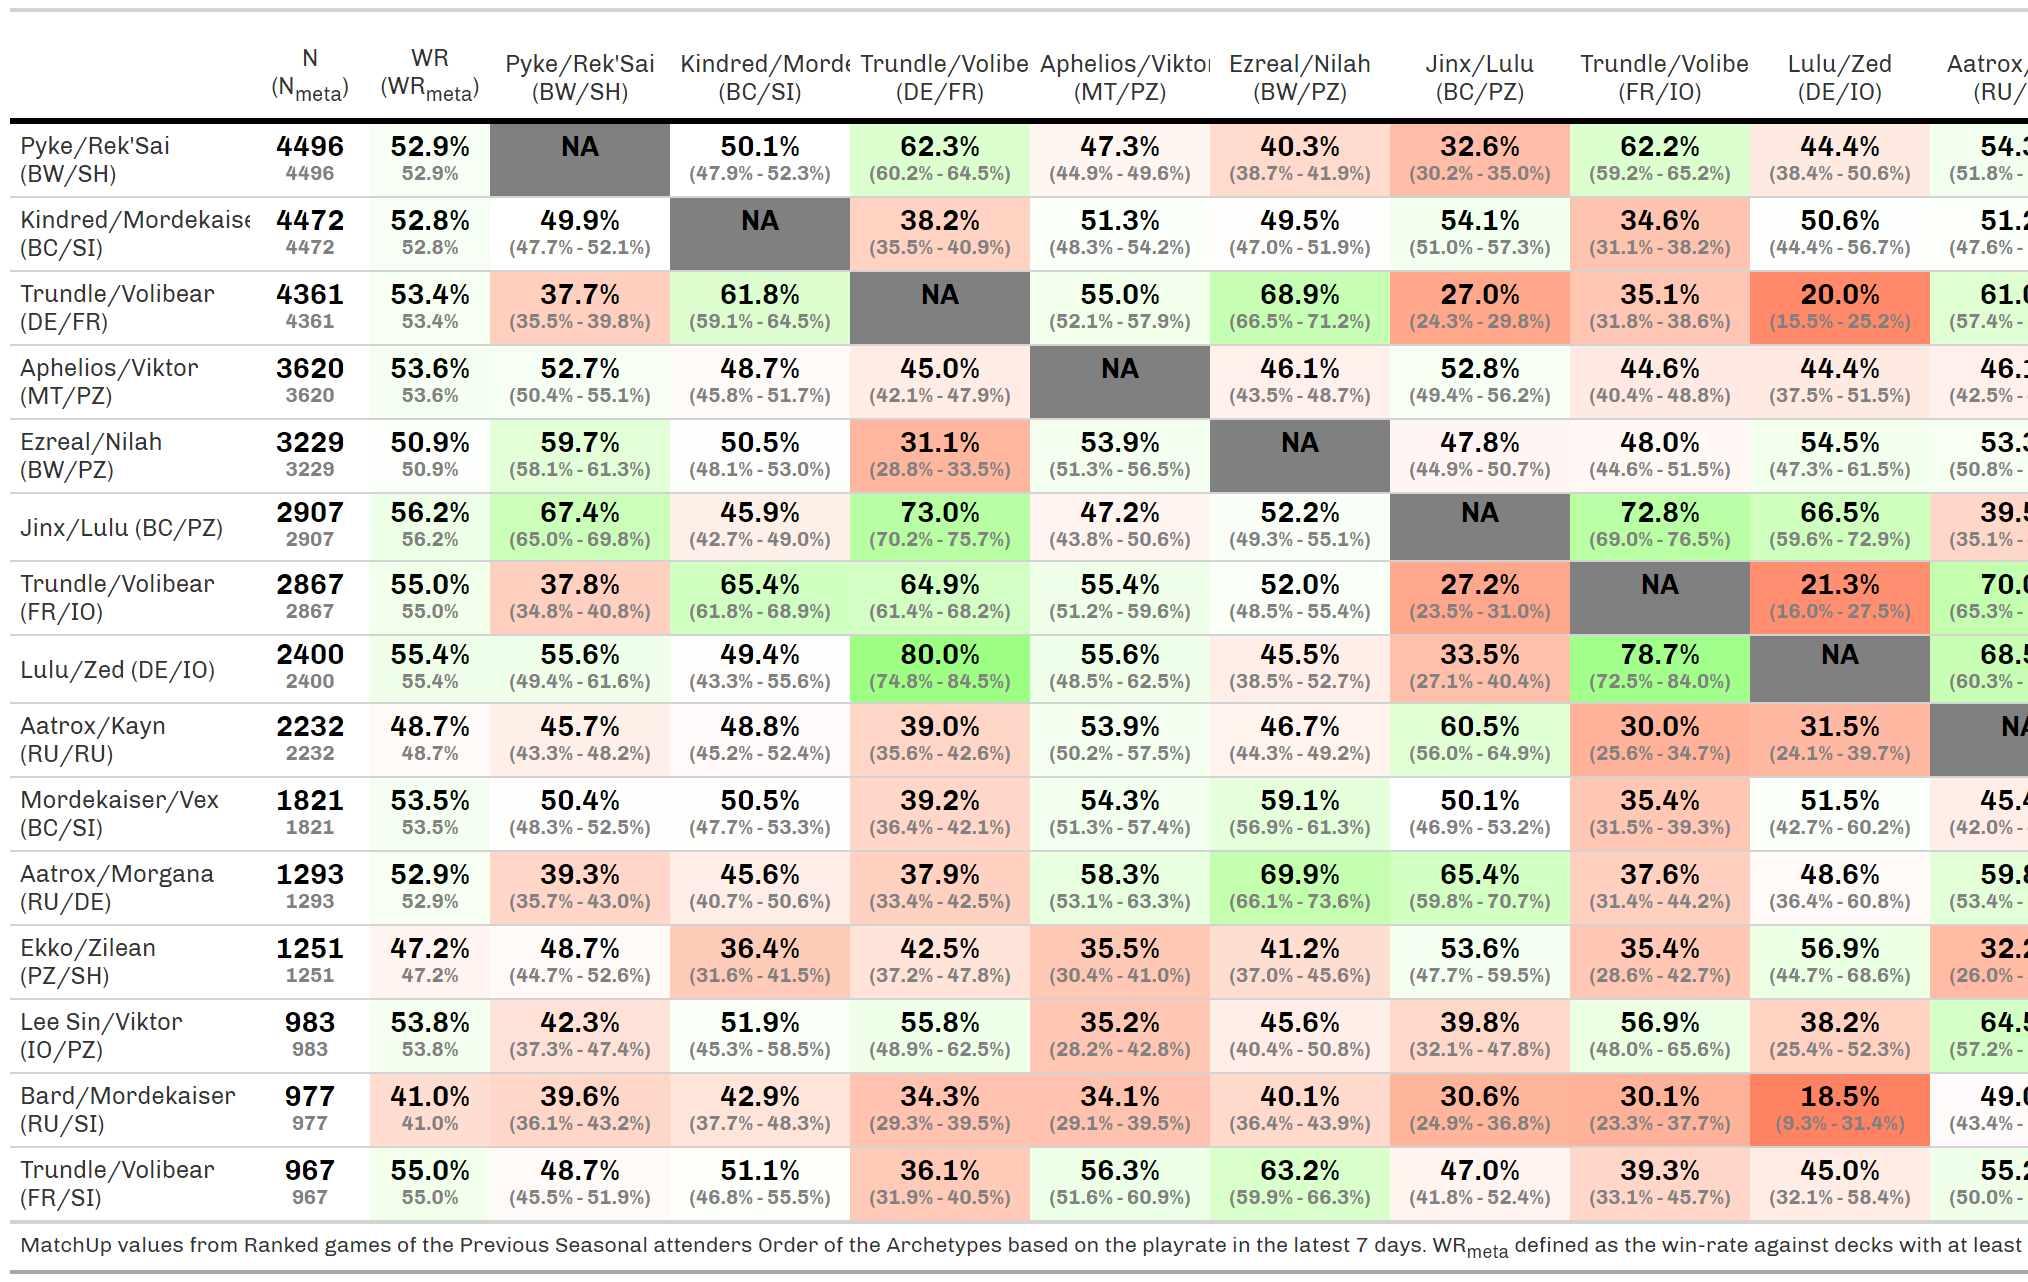 N WR Pyke/Rek'Sai Kindred/Morde Trundle/Volibe Aphelios/Viktor Ezreal/Nilah Jinx/Lulu Trundle/Volibe Lulu/Zed Aatrox/
(Nmeta) (WRmeta) (BW/SH) (BC/SI) (DE/FR) (MT/PZ) (BW/PZ) (BC/PZ) (FR/IO) (DE/IO) (RU/
Pyke/Rek'Sai 4496 52.9% NA 50.1% 62.3% 47.3% 40.3% 32.6% 62.2% 44.4% 54.3
(BW/SH) 4496 52.9% (47.9% - 52.3%) (60.2% - 64.5%) (44.9% - 49.6%) (38.7% - 41.9%) (30.2% - 35.0%) (59.2% - 65.2%) (38.4% - 50.6%) (51.8% -
Kindred/Mordekaise 4472 52.8% 49.9% NA 38.2% 51.3% 49.5% 54.1% 34.6% 50.6% 51.2
(BC/SI) 4472 52.8% (47.7% - 52.1%) (35.5% - 40.9%) (48.3% - 54.2%) (47.0% - 51.9%) (51.0% - 57.3%) (31.1% - 38.2%) (44.4% - 56.7%) (47.6% -
Trundle/Volibear 4361 53.4% 37.7% 61.8% NA 55.0% 68.9% 27.0% 35.1% 20.0% 61.0
(DE/FR) 4361 53.4% (35.5% - 39.8%) (59.1% - 64.5%) (52.1% - 57.9%) (66.5% - 71.2%) (24.3% - 29.8%) (31.8% - 38.6%) (15.5% - 25.2%) (57.4% -
Aphelios/Viktor 3620 53.6% 52.7% 48.7% 45.0% NA 46.1% 52.8% 44.6% 44.4% 46.1
(MT/PZ) 3620 53.6% (50.4% - 55.1%) (45.8% - 51.7%) (42.1% - 47.9%) (43.5% - 48.7%) (49.4% - 56.2%) (40.4% - 48.8%) (37.5% - 51.5%) (42.5% -
Ezreal/Nilah 3229 50.9% 59.7% 50.5% 31.1% 53.9% NA 47.8% 48.0% 54.5% 53.3
(BW/PZ) 3229 50.9% (58.1% - 61.3%) (48.1% - 53.0%) (28.8% - 33.5%) (51.3% - 56.5%) (44.9% - 50.7%) (44.6% - 51.5%) (47.3% - 61.5%) (50.8% -
Jinx/Lulu (BC/PZ) 2907 56.2% 67.4% 45.9% 73.0% 47.2% 52.2% NA 72.8% 66.5% 39.5
2907 56.2% (65.0% - 69.8%) (42.7% - 49.0%) (70.2% - 75.7%) (43.8% - 50.6%) (49.3% - 55.1%) (69.0% - 76.5%) (59.6% - 72.9%) (35.1% -
Trundle/Volibear 2867 55.0% 37.8% 65.4% 64.9% 55.4% 52.0% 27.2% NA 21.3% 70.0
(FR/IO) 2867 55.0% (34.8% - 40.8%) (61.8% - 68.9%) (61.4% - 68.2%) (51.2% - 59.6%) (48.5% - 55.4%) (23.5% - 31.0%) (16.0% - 27.5%) (65.3% -
Lulu/Zed (DE/IO) 2400 55.4% 55.6% 49.4% 80.0% 55.6% 45.5% 33.5% 78.7% NA 68.5
2400 55.4% (49.4% - 61.6%) (43.3% - 55.6%) (74.8% - 84.5%) (48.5% - 62.5%) (38.5% - 52.7%) (27.1% - 40.4%) (72.5% - 84.0%) (60.3% -
Aatrox/Kayn 2232 48.7% 45.7% 48.8% 39.0% 53.9% 46.7% 60.5% 30.0% 31.5% NA
(RU/RU) 2232 48.7% (43.3% - 48.2%) (45.2% - 52.4%) (35.6% - 42.6%) (50.2% - 57.5%) (44.3% - 49.2%) (56.0% - 64.9%) (25.6% - 34.7%) (24.1% - 39.7%)
Mordekaiser/Vex 1821 53.5% 50.4% 50.5% 39.2% 54.3% 59.1% 50.1% 35.4% 51.5% 45.4
(BC/SI) 1821 53.5% (48.3% - 52.5%) (47.7% - 53.3%) (36.4% - 42.1%) (51.3% - 57.4%) (56.9% - 61.3%) (46.9% - 53.2%) (31.5% - 39.3%) (42.7% - 60.2%) (42.0% -
Aatrox/Morgana 1293 52.9% 39.3% 45.6% 37.9% 58.3% 69.9% 65.4% 37.6% 48.6% 59.8
(RU/DE) 1293 52.9% (35.7% - 43.0%) (40.7% - 50.6%) (33.4% - 42.5%) (53.1% - 63.3%) (66.1% - 73.6%) (59.8% - 70.7%) (31.4% - 44.2%) (36.4% - 60.8%) (53.4% -
Ekko/Zilean 1251 47.2% 48.7% 36.4% 42.5% 35.5% 41.2% 53.6% 35.4% 56.9% 32.2
(PZ/SH) 1251 47.2% (44.7% - 52.6%) (31.6% - 41.5%) (37.2% - 47.8%) (30.4% - 41.0%) (37.0% - 45.6%) (47.7% - 59.5%) (28.6% - 42.7%) (44.7% - 68.6%) (26.0% -
Lee Sin/Viktor 983 53.8% 42.3% 51.9% 55.8% 35.2% 45.6% 39.8% 56.9% 38.2% 64.5
(IO/PZ) 983 53.8% (37.3% - 47.4%) (45.3% - 58.5%) (48.9% - 62.5%) (28.2% - 42.8%) (40.4% - 50.8%) (32.1% - 47.8%) (48.0% - 65.6%) (25.4% - 52.3%) (57.2% -
Bard/Mordekaiser 977 41.0% 39.6% 42.9% 34.3% 34.1% 40.1% 30.6% 30.1% 18.5% 49.0
(RU/SI) 977 41.0% (36.1% - 43.2%) (37.7% - 48.3%) (29.3% - 39.5%) (29.1% - 39.5%) (36.4% - 43.9%) (24.9% - 36.8%) (23.3% - 37.7%) (9.3% - 31.4%) (43.4% -
Trundle/Volibear 967 55.0% 48.7% 51.1% 36.1% 56.3% 63.2% 47.0% 39.3% 45.0% 55.2
(FR/SI) 967 55.0% (45.5% - 51.9%) (46.8% - 55.5%) (31.9% - 40.5%) (51.6% - 60.9%) (59.9% - 66.3%) (41.8% - 52.4%) (33.1% - 45.7%) (32.1% - 58.4%) (50.0% -
MatchUp values from Ranked games of the Previous Seasonal attenders Order of the Archetypes based on the playrate in the latest 7 days. WRmeta defined as the win-rate against decks with at least